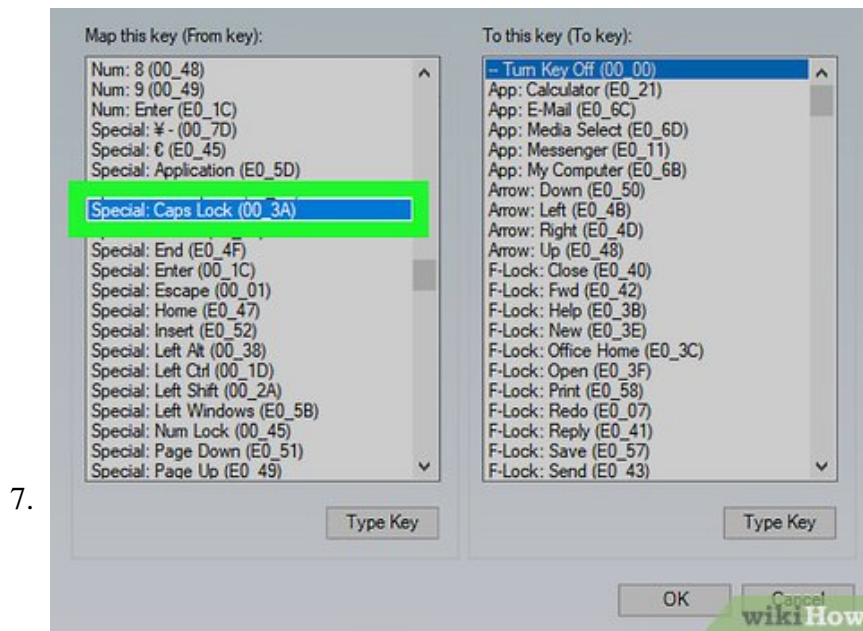 Map this key (From key):
Num: 8 (00_48)
Num: 9 (00_49)
Num: Enter (E0_1C)
Special: ¥ - (00_7D)
Special: € (E0_45)
Special: Application (E0_5D)
Special: Caps Lock (00_3A)
Special: End (E0_4F)
Special: Enter (00_1C)
Special: Escape (00_01)
Special: Home (E0_47)
Special: Insert (E0_52)
Special: Left Alt (00_38)
Special: Left Ctrl (00_1D)
Special: Left Shift (00_2A)
Special: Left Windows (E0_5B)
Special: Num Lock (00_45)
Special: Page Down (E0_51)
Special: Page Up (E0_49)
Type Key
To this key (To key):
-- Turn Key Off (00_00)
App: Calculator (E0_21)
App: E-Mail (E0_6C)
App: Media Select (E0_6D)
App: Messenger (E0_11)
App: My Computer (E0_6B)
Arrow: Down (E0_50)
Arrow: Left (E0_4B)
Arrow: Right (E0_4D)
Arrow: Up (E0_48)
F-Lock: Close (E0_40)
F-Lock: Fwd (E0_42)
F-Lock: Help (E0_3B)
F-Lock: New (E0_3E)
F-Lock: Office Home (E0_3C)
F-Lock: Open (E0_3F)
F-Lock: Print (E0_58)
F-Lock: Redo (E0_07)
F-Lock: Reply (E0_41)
F-Lock: Save (E0_57)
F-Lock: Send (E0_43)
Type Key
7.
OK
Cancel
wikiHow